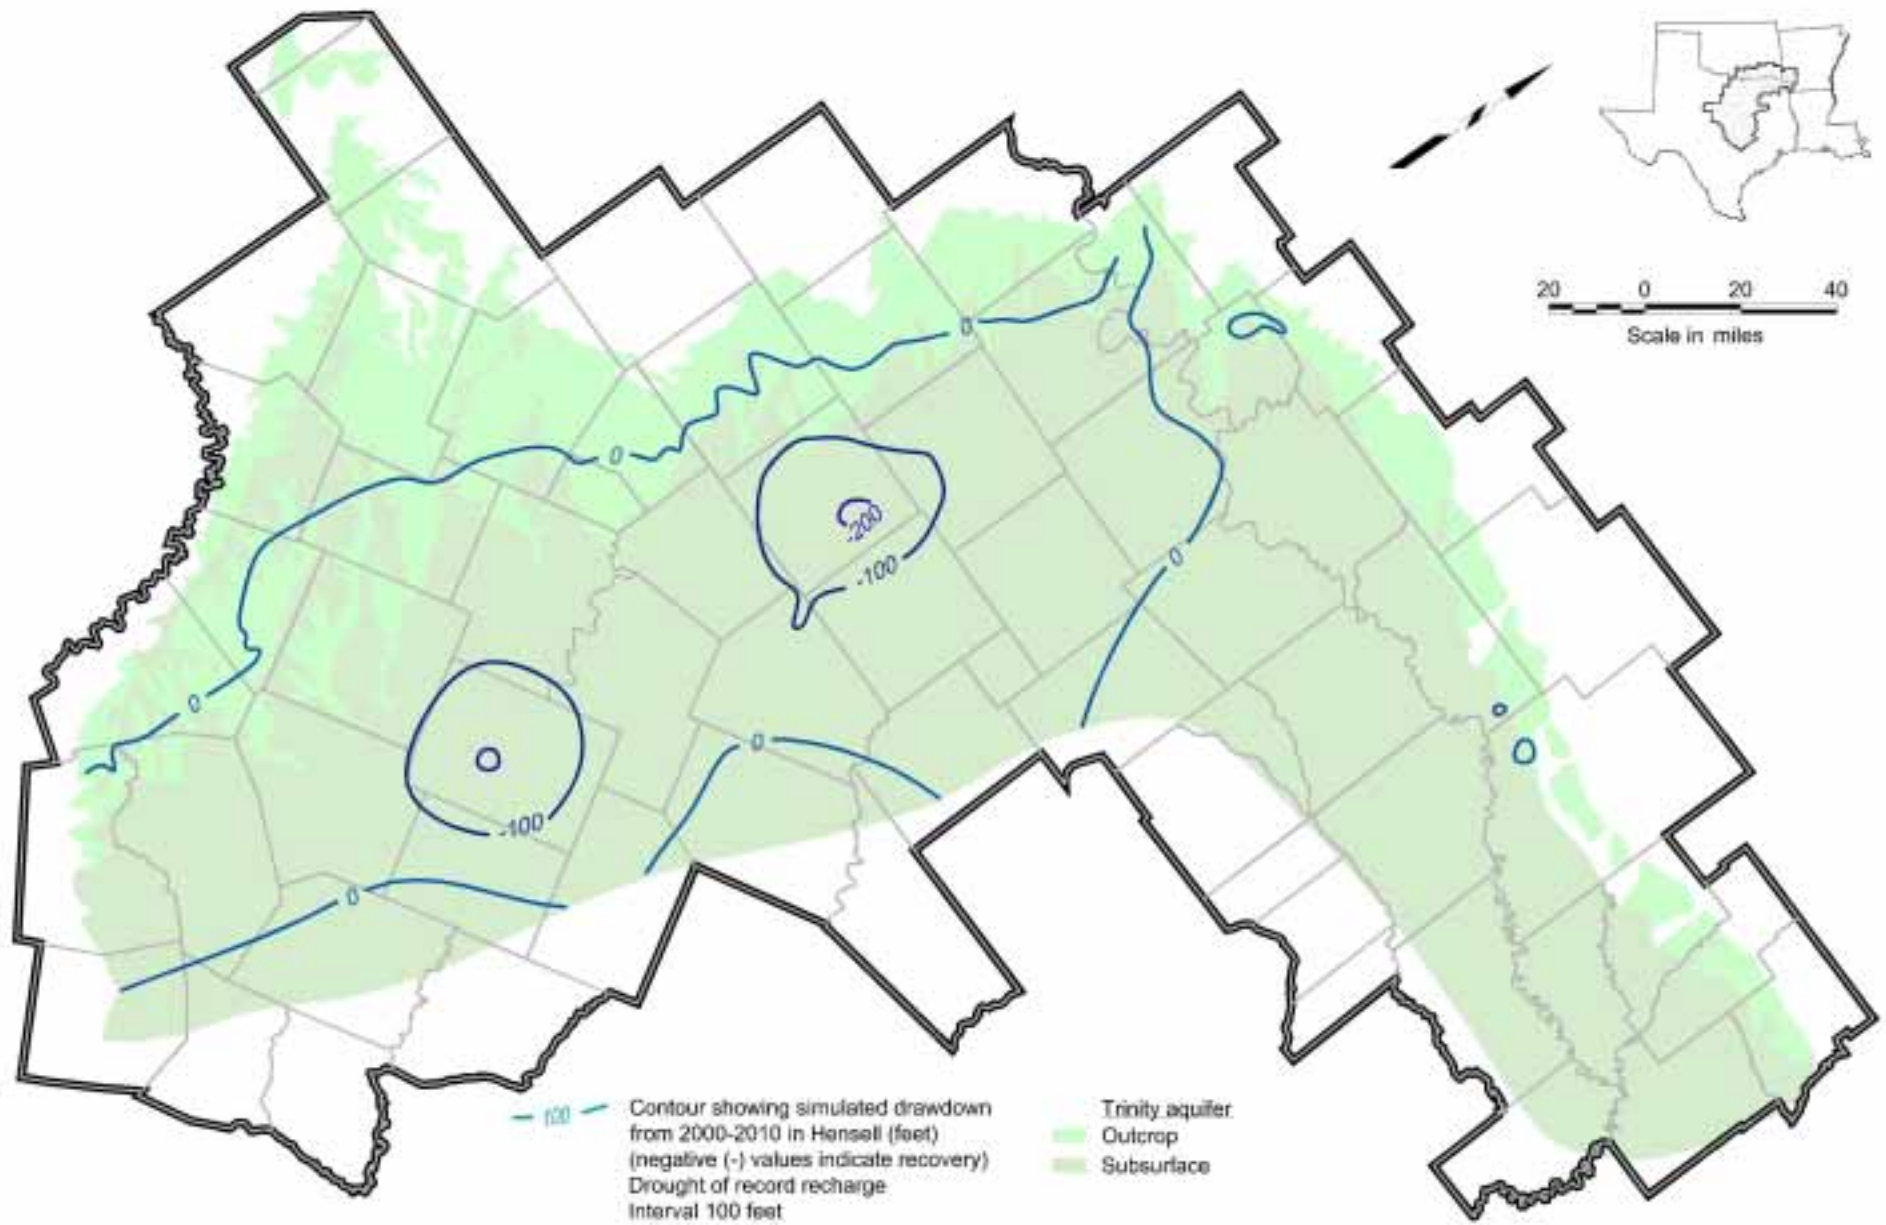 20 0 20 40
Scale in miles
0
0
-200
-100
0
0
0
-100
0
100
Contour showing simulated drawdown
from 2000-2010 in Hensell (feet)
(negative (-) values indicate recovery)
Drought of record recharge
Interval 100 feet
Trinity aquifer
Outcrop
Subsurface